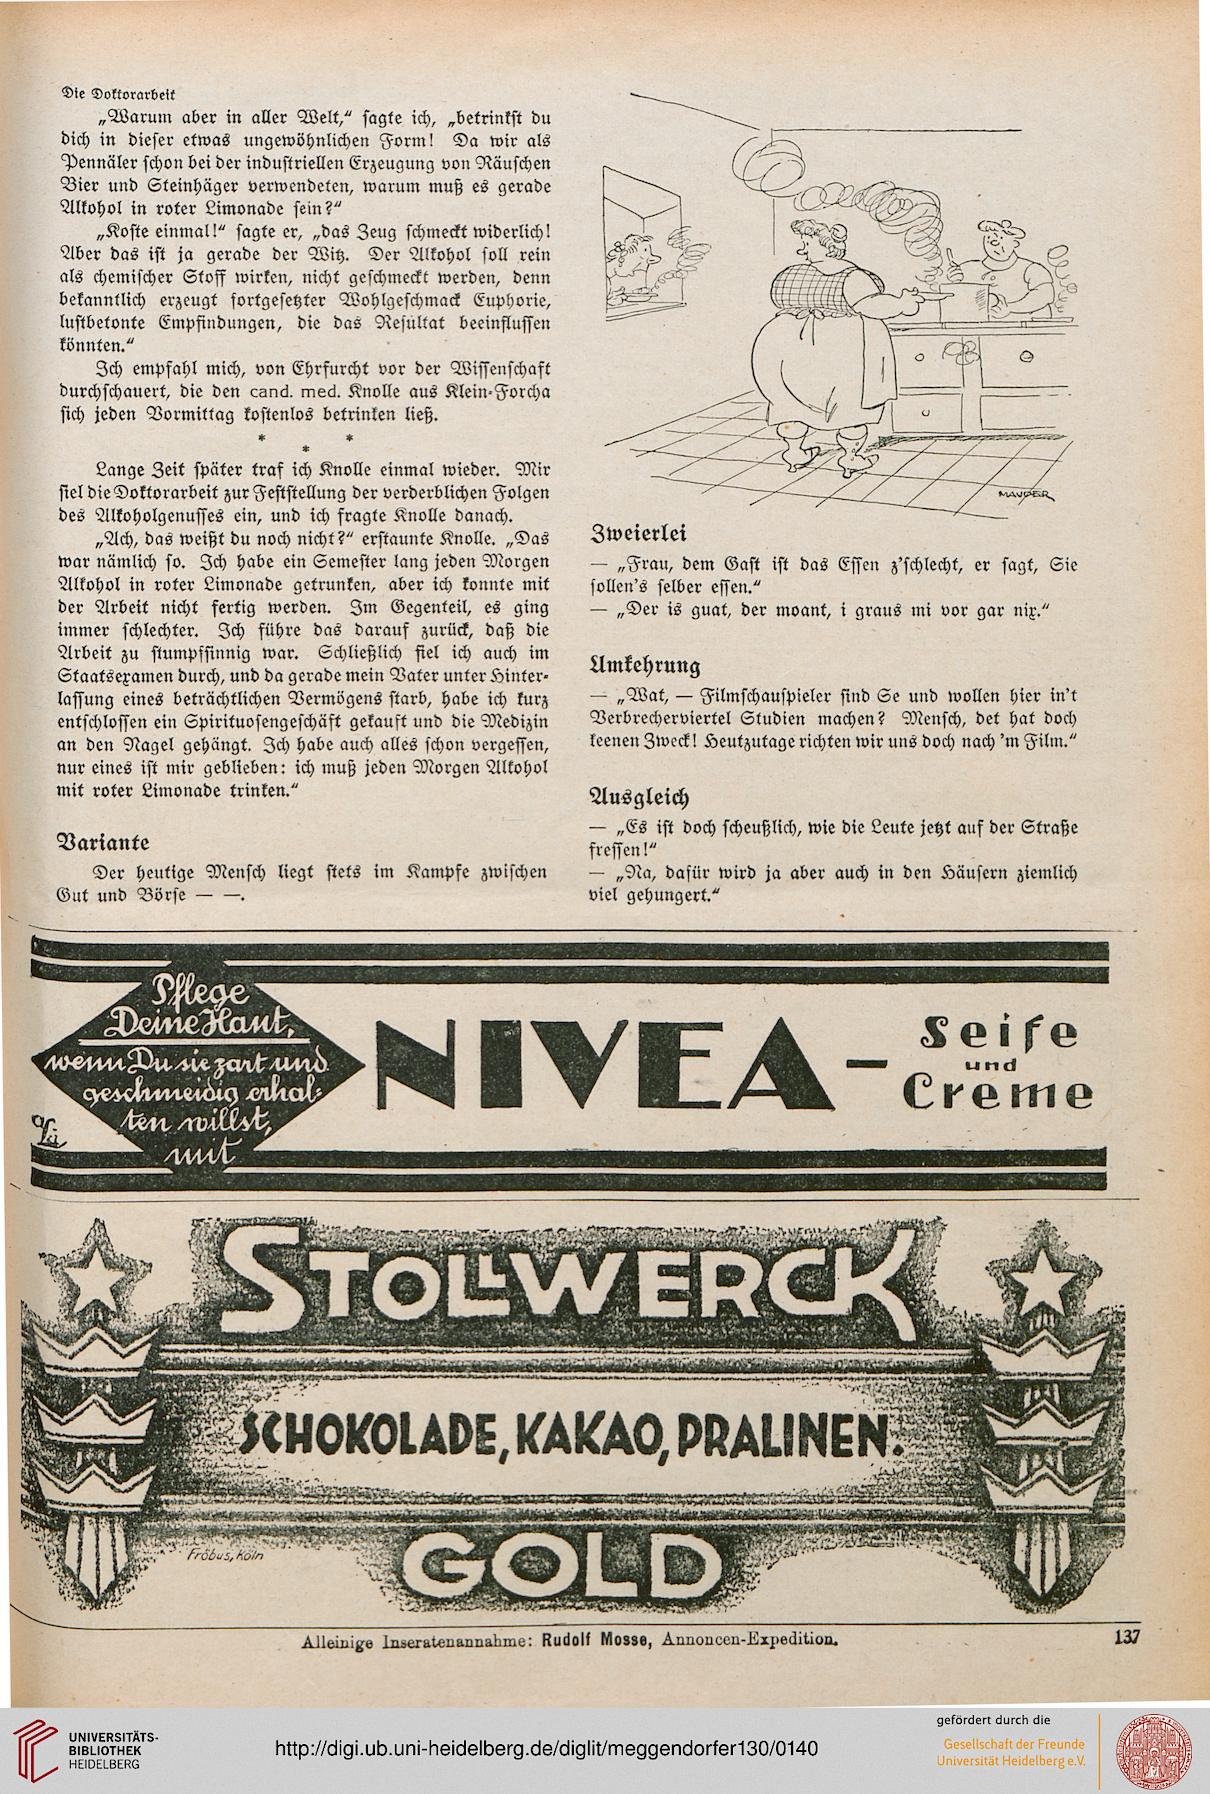 Die Doktorarbeit
„Warum aber in aller Welt,“ sagte ich, „betrinkst du
dich in dieser etwas ungewöhnlichen Form! Da wir als
Pennäler schon bei der industriellen Erzeugung von Räuschen
Bier und Steinhäger verwendeten, warum muß es gerade
Alkohol in roter Limonade sein?“
„Koste einmal!“ sagte er, „das Zeug schmeckt widerlich!
Aber das ist ja gerade der Witz. Der Alkohol soll rein
als chemischer Stoff wirken, nicht geschmeckt werden, denn
bekanntlich erzeugt fortgesetzter Wohlgeschmack Euphorie,
lustbetonte Empfindungen, die das Resultat beeinflussen
könnten.“
Ich empfahl mich, von Ehrfurcht vor der Wissenschaft
durchschauert, die den cand. med. Knolle aus Klein-Forcha
sich jeden Vormittag kostenlos betrinken ließ.
* * *
Lange Zeit später traf ich Knolle einmal wieder. Mir
fiel die Doktorarbeit zur Feststellung der verderblichen Folgen
des Alkoholgenusses ein, und ich fragte Knolle danach.
„Ach, das weißt du noch nicht?“ erstaunte Knolle. „Das
war nämlich so. Ich habe ein Semester lang jeden Morgen
Alkohol in roter Limonade getrunken, aber ich konnte mit
der Arbeit nicht fertig werden. Im Gegenteil, es ging
immer schlechter. Ich führe das darauf zurück, daß die
Arbeit zu stumpfsinnig war. Schließlich fiel ich auch im
Staatsexamen durch, und da gerade mein Vater unter Hinter-
lassung eines beträchtlichen Vermögens starb, habe ich kurz
entschlossen ein Spirituosengeschäft gekauft und die Medizin
an den Nagel gehängt. Ich habe auch alles schon vergessen,
nur eines ist mir geblieben: ich muß jeden Morgen Alkohol
mit roter Limonade trinken.“
Variante
Der heutige Mensch liegt stets im Kampfe zwischen
Gut und Börse — —.
MAUDER
Zweierlei
— „Frau, dem Gast ist das Essen z'schlecht, er sagt, Sie
sollen's selber essen.“
— „Der is guat, der moant, i graus mi vor gar nix.“
Umkehrung
— „Wat, — Filmschauspieler sind Se und wollen hier in't
Verbrecherviertel Studien machen? Mensch, det hat doch
keenen Zweck! Heutzutage richten wir uns doch nach 'm Film.“
Ausgleich
— „Es ist doch scheußlich, wie die Leute jetzt auf der Straße
fressen!“
— „Na, dafür wird ja aber auch in den Häusern ziemlich
viel gehungert.“
Pflege
Deine Haut,
wenn Du sie zart und
geschmeidig erhal-
ten willst,
mit
NIVEA-
Seife
und
Creme
STOLLWERCK
SCHOKOLADE, KAKAO, PRALINEN.
GOLD
Fröbus, Köln
Alleinige Inseratenannahme: Rudolf Mosse, Annoncen-Expedition.
137
UNIVERSITÄTS-
BIBLIOTHEK
HEIDELBERG
http://digi.ub.uni-heidelberg.de/diglit/meggendorfer130/0140
gefördert durch die
Gesellschaft der Freunde
Universität Heidelberg e.V.